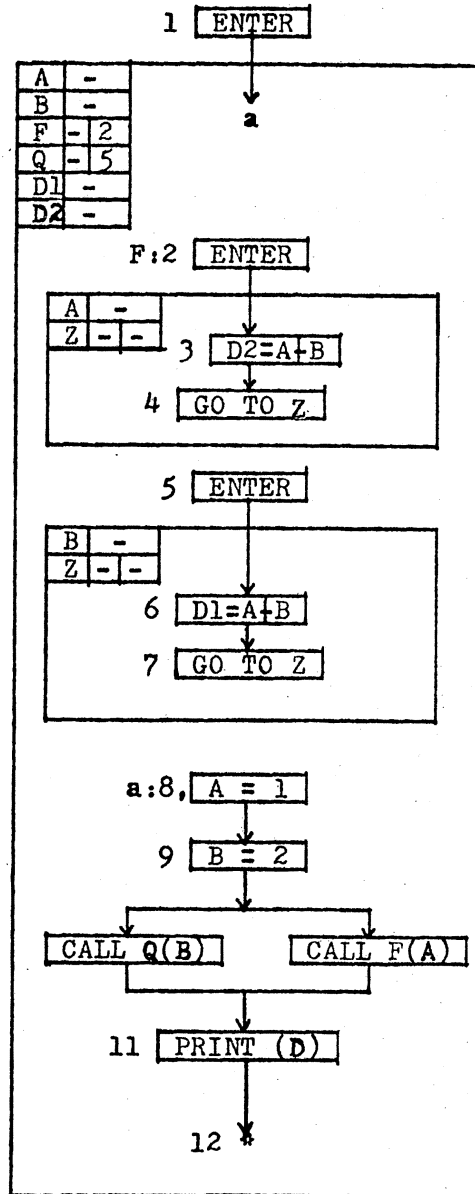 1 ENTER
A -
B -
F - 2
Q - 5
D1 -
D2 -
a
F:2 ENTER
A -
Z - -
3 D2=A+B
4 GO TO Z
5 ENTER
B -
Z - -
6 D1=A+B
7 GO TO Z
a:8, A = 1
9 B = 2
CALL Q(B) CALL F(A)
11 PRINT (D)
12